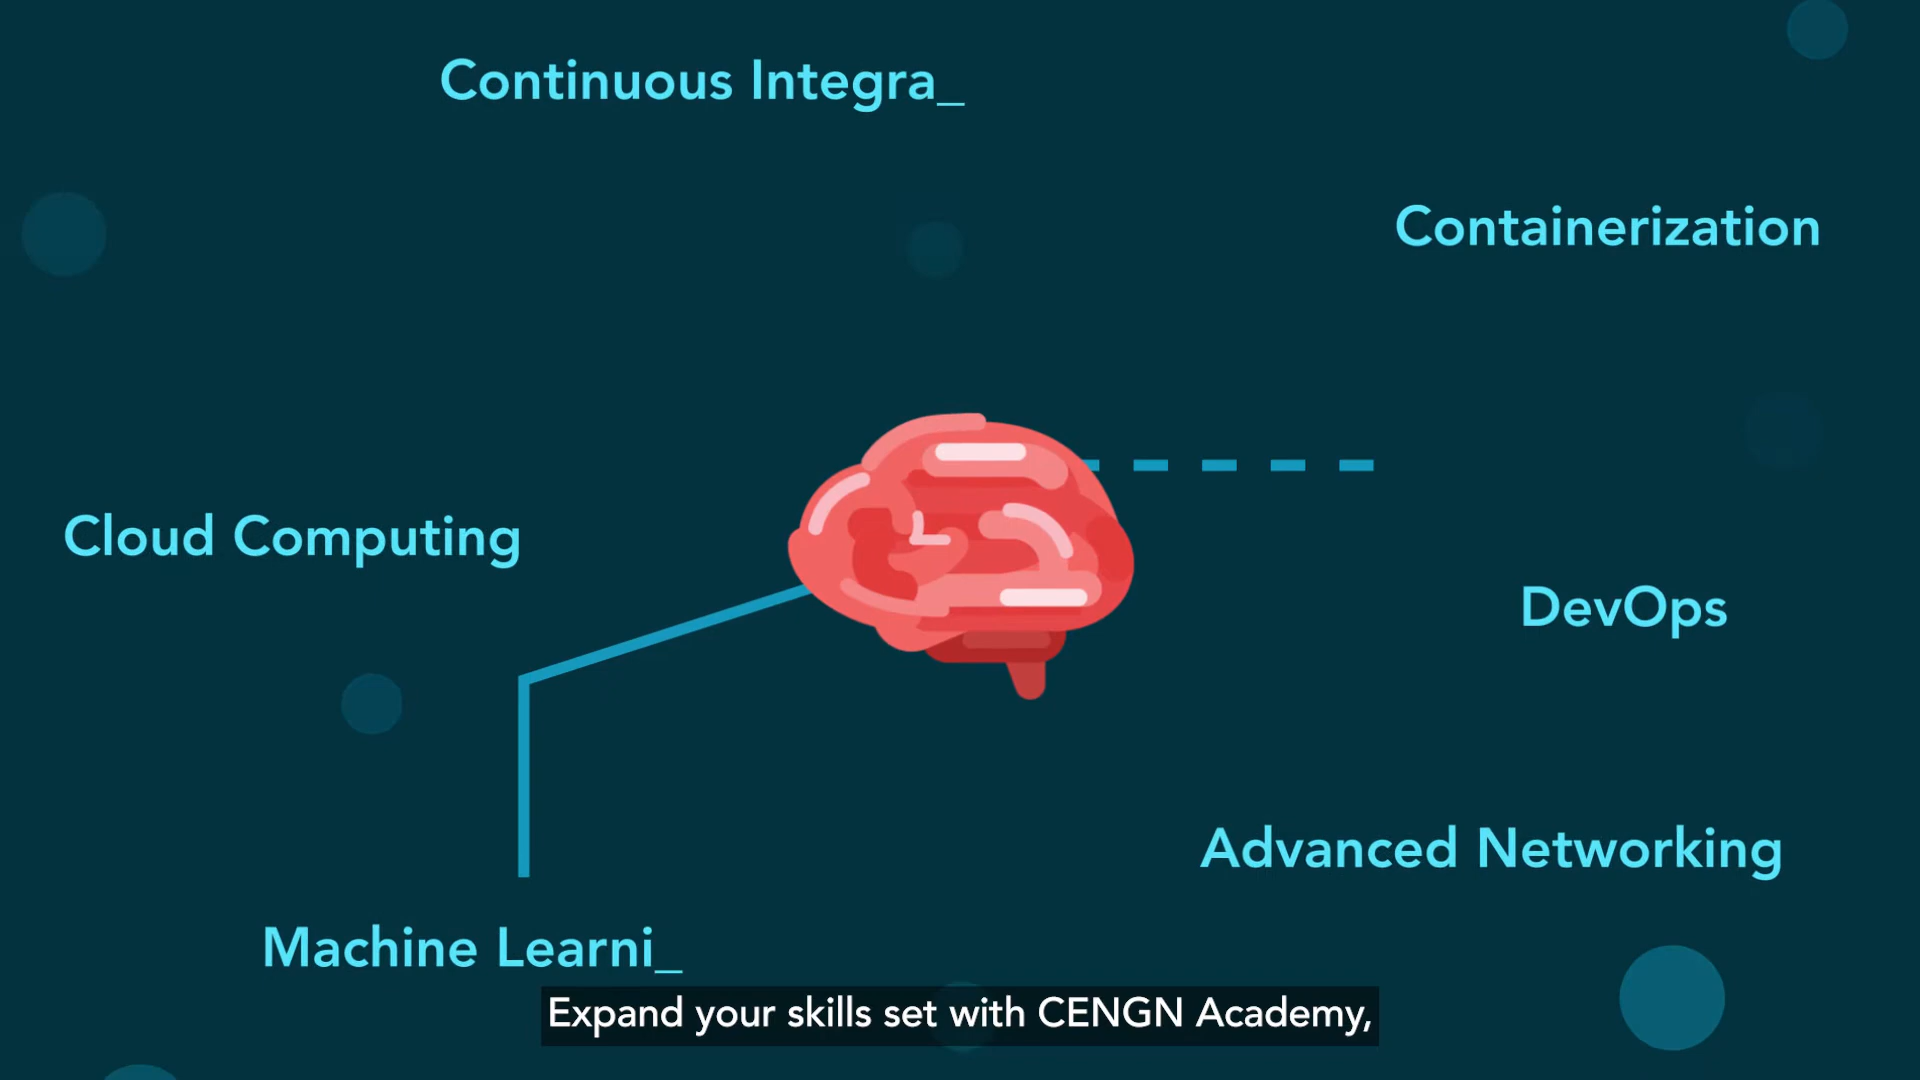 Continuous Integra_
Containerization
Cloud Computing
DevOps
Advanced Networking
Machine Learni_
Expand your skills set with CENGN Academy,